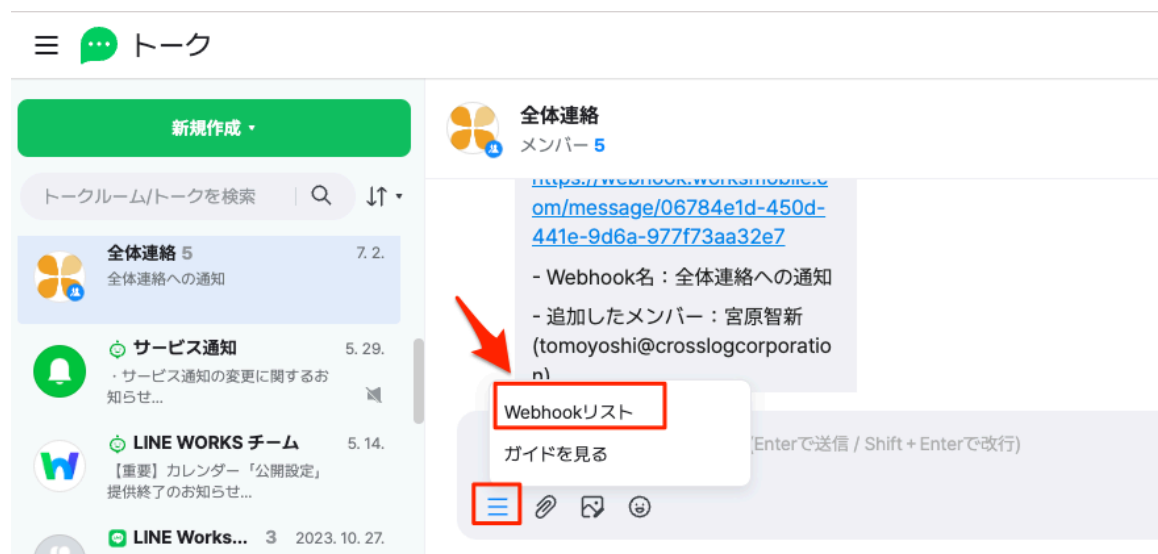 トーク
新規作成
トークルーム/トークを検索
全体連絡 5
7. 2.
全体連絡への通知
サービス通知
5. 29.
・サービス通知の変更に関するお
知らせ...
LINE WORKS チーム
5. 14.
【重要】カレンダー「公開設定」
提供終了のお知らせ...
LINE Works... 3
2023. 10. 27.
全体連絡
メンバー 5
https://webhook.worksmobile.c
om/message/06784e1d-450d-
441e-9d6a-977f73aa32e7
- Webhook名：全体連絡への通知
- 追加したメンバー：宮原智新
(tomoyoshi@crosslogcorporatio
n)
Webhookリスト
ガイドを見る
(Enterで送信 / Shift + Enterで改行)